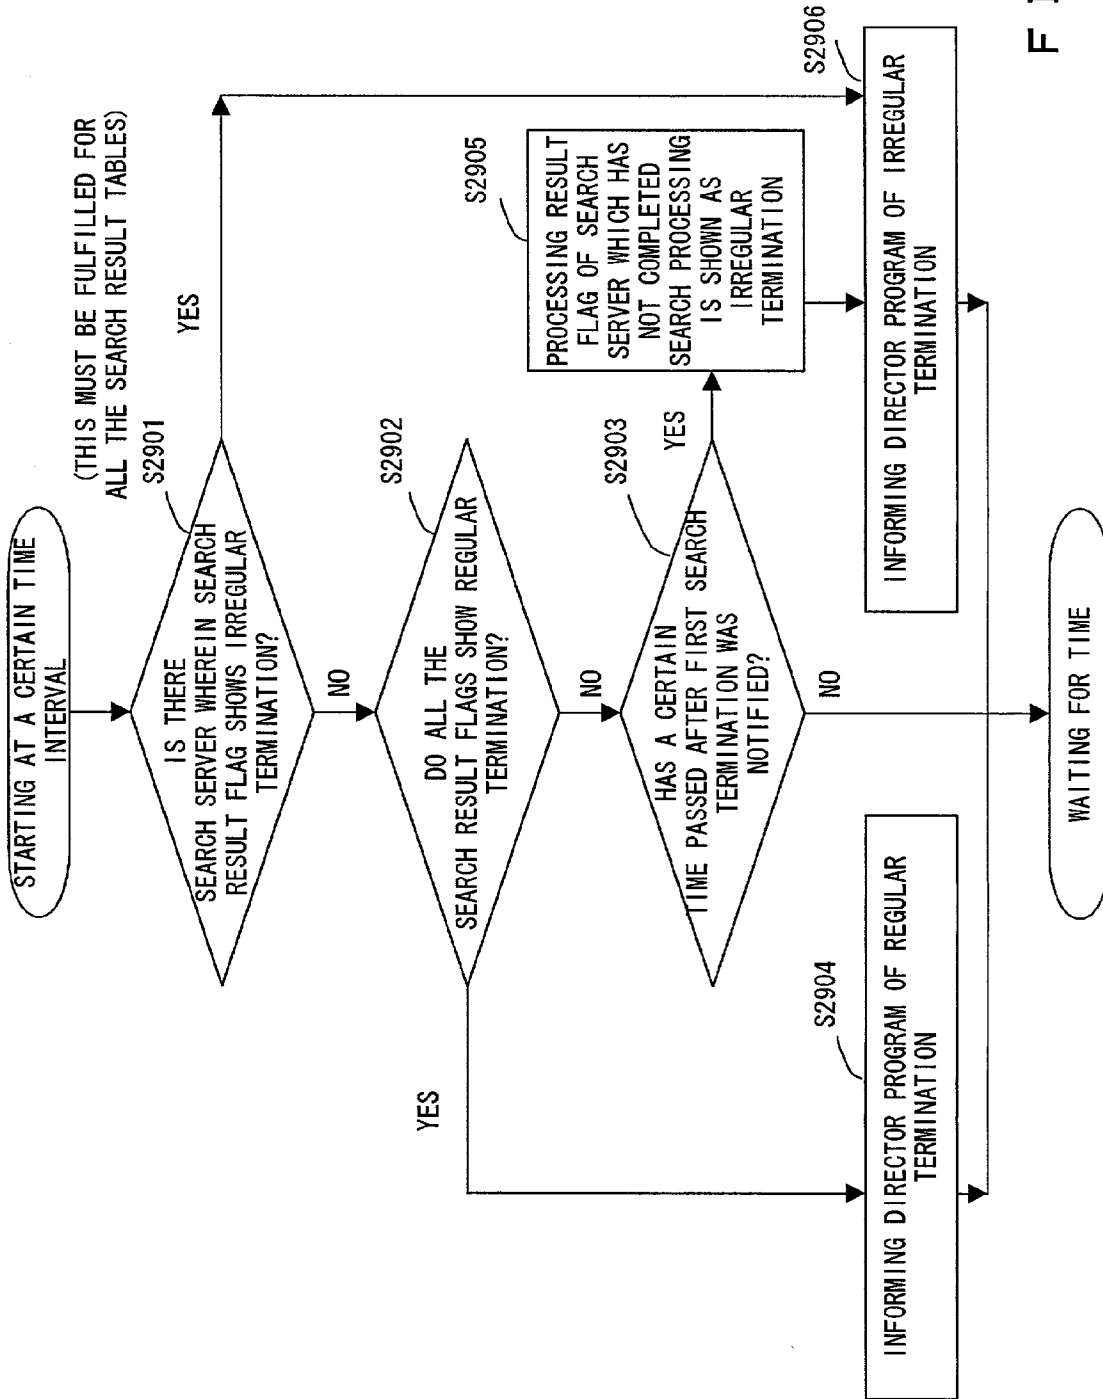 STARTING AT A CERTAIN TIME
INTERVAL
(THIS MUST BE FULFILLED FOR
ALL THE SEARCH RESULT TABLES)
S2901
IS THERE
SEARCH SERVER WHEREIN SEARCH
RESULT FLAG SHOWS IRREGULAR
TERMINATION?
YES
NO
S2902
DO ALL THE
SEARCH RESULT FLAGS SHOW REGULAR
TERMINATION?
YES
NO
S2903
HAS A CERTAIN
TIME PASSED AFTER FIRST SEARCH
TERMINATION WAS
NOTIFIED?
YES
NO
S2905
PROCESSING RESULT
FLAG OF SEARCH
SERVER WHICH HAS
NOT COMPLETED
SEARCH PROCESSING
IS SHOWN AS
IRREGULAR
TERMINATION
S2904
INFORMING DIRECTOR PROGRAM OF REGULAR
TERMINATION
S2906
INFORMING DIRECTOR PROGRAM OF IRREGULAR
TERMINATION
WAITING FOR TIME
F